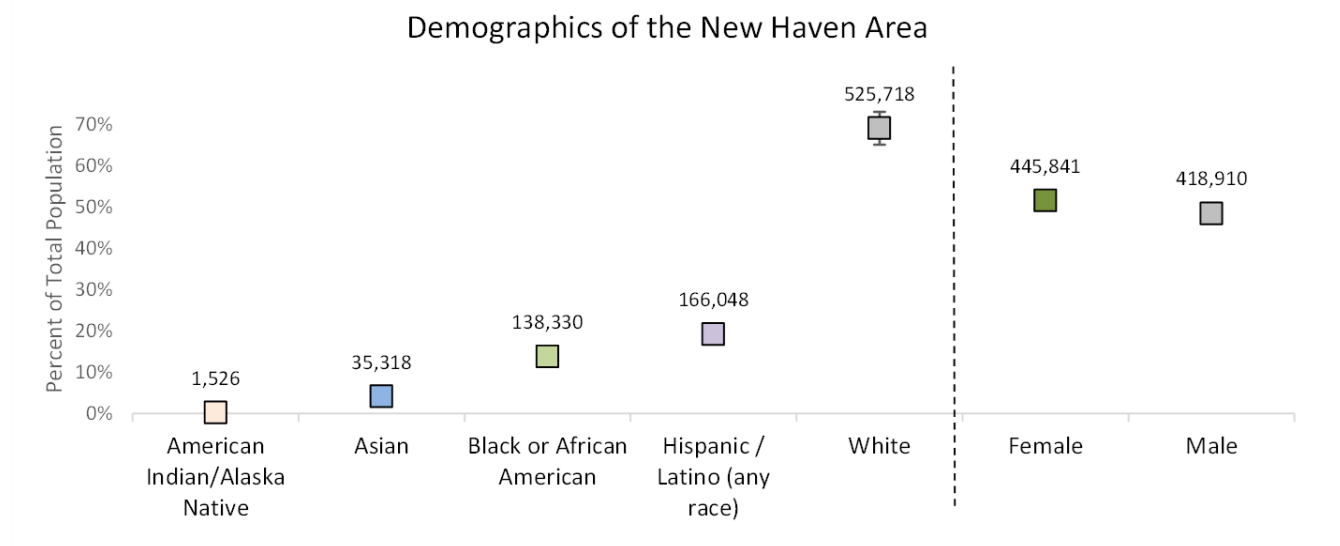 Demographics of the New Haven Area
Percent of Total Population
70%
60%
50%
40%
30%
20%
10%
0%
1,526
35,318
138,330
166,048
525,718
445,841
418,910
American
Indian/Alaska
Native
Asian
Black or African
American
Hispanic /
Latino (any
race)
White
Female
Male